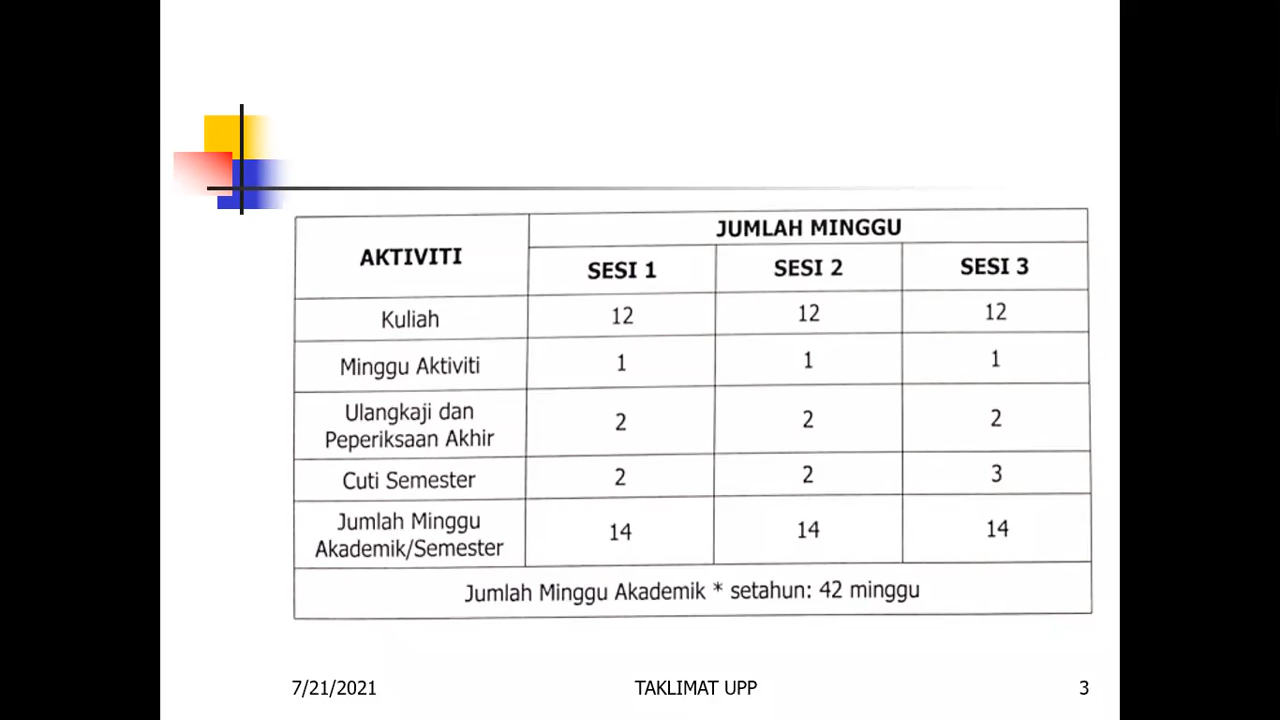 JUMLAH MINGGU
AKTIVITI
SESI 1 SESI 2 SESI 3
Kuliah 12 12 12
Minggu Aktiviti 1 1 1
Ulangkaji dan
Peperiksaan Akhir 2 2 2
Cuti Semester 2 2 3
Jumlah Minggu
Akademik/Semester 14 14 14
Jumlah Minggu Akademik * setahun: 42 minggu
7/21/2021 TAKLIMAT UPP 3